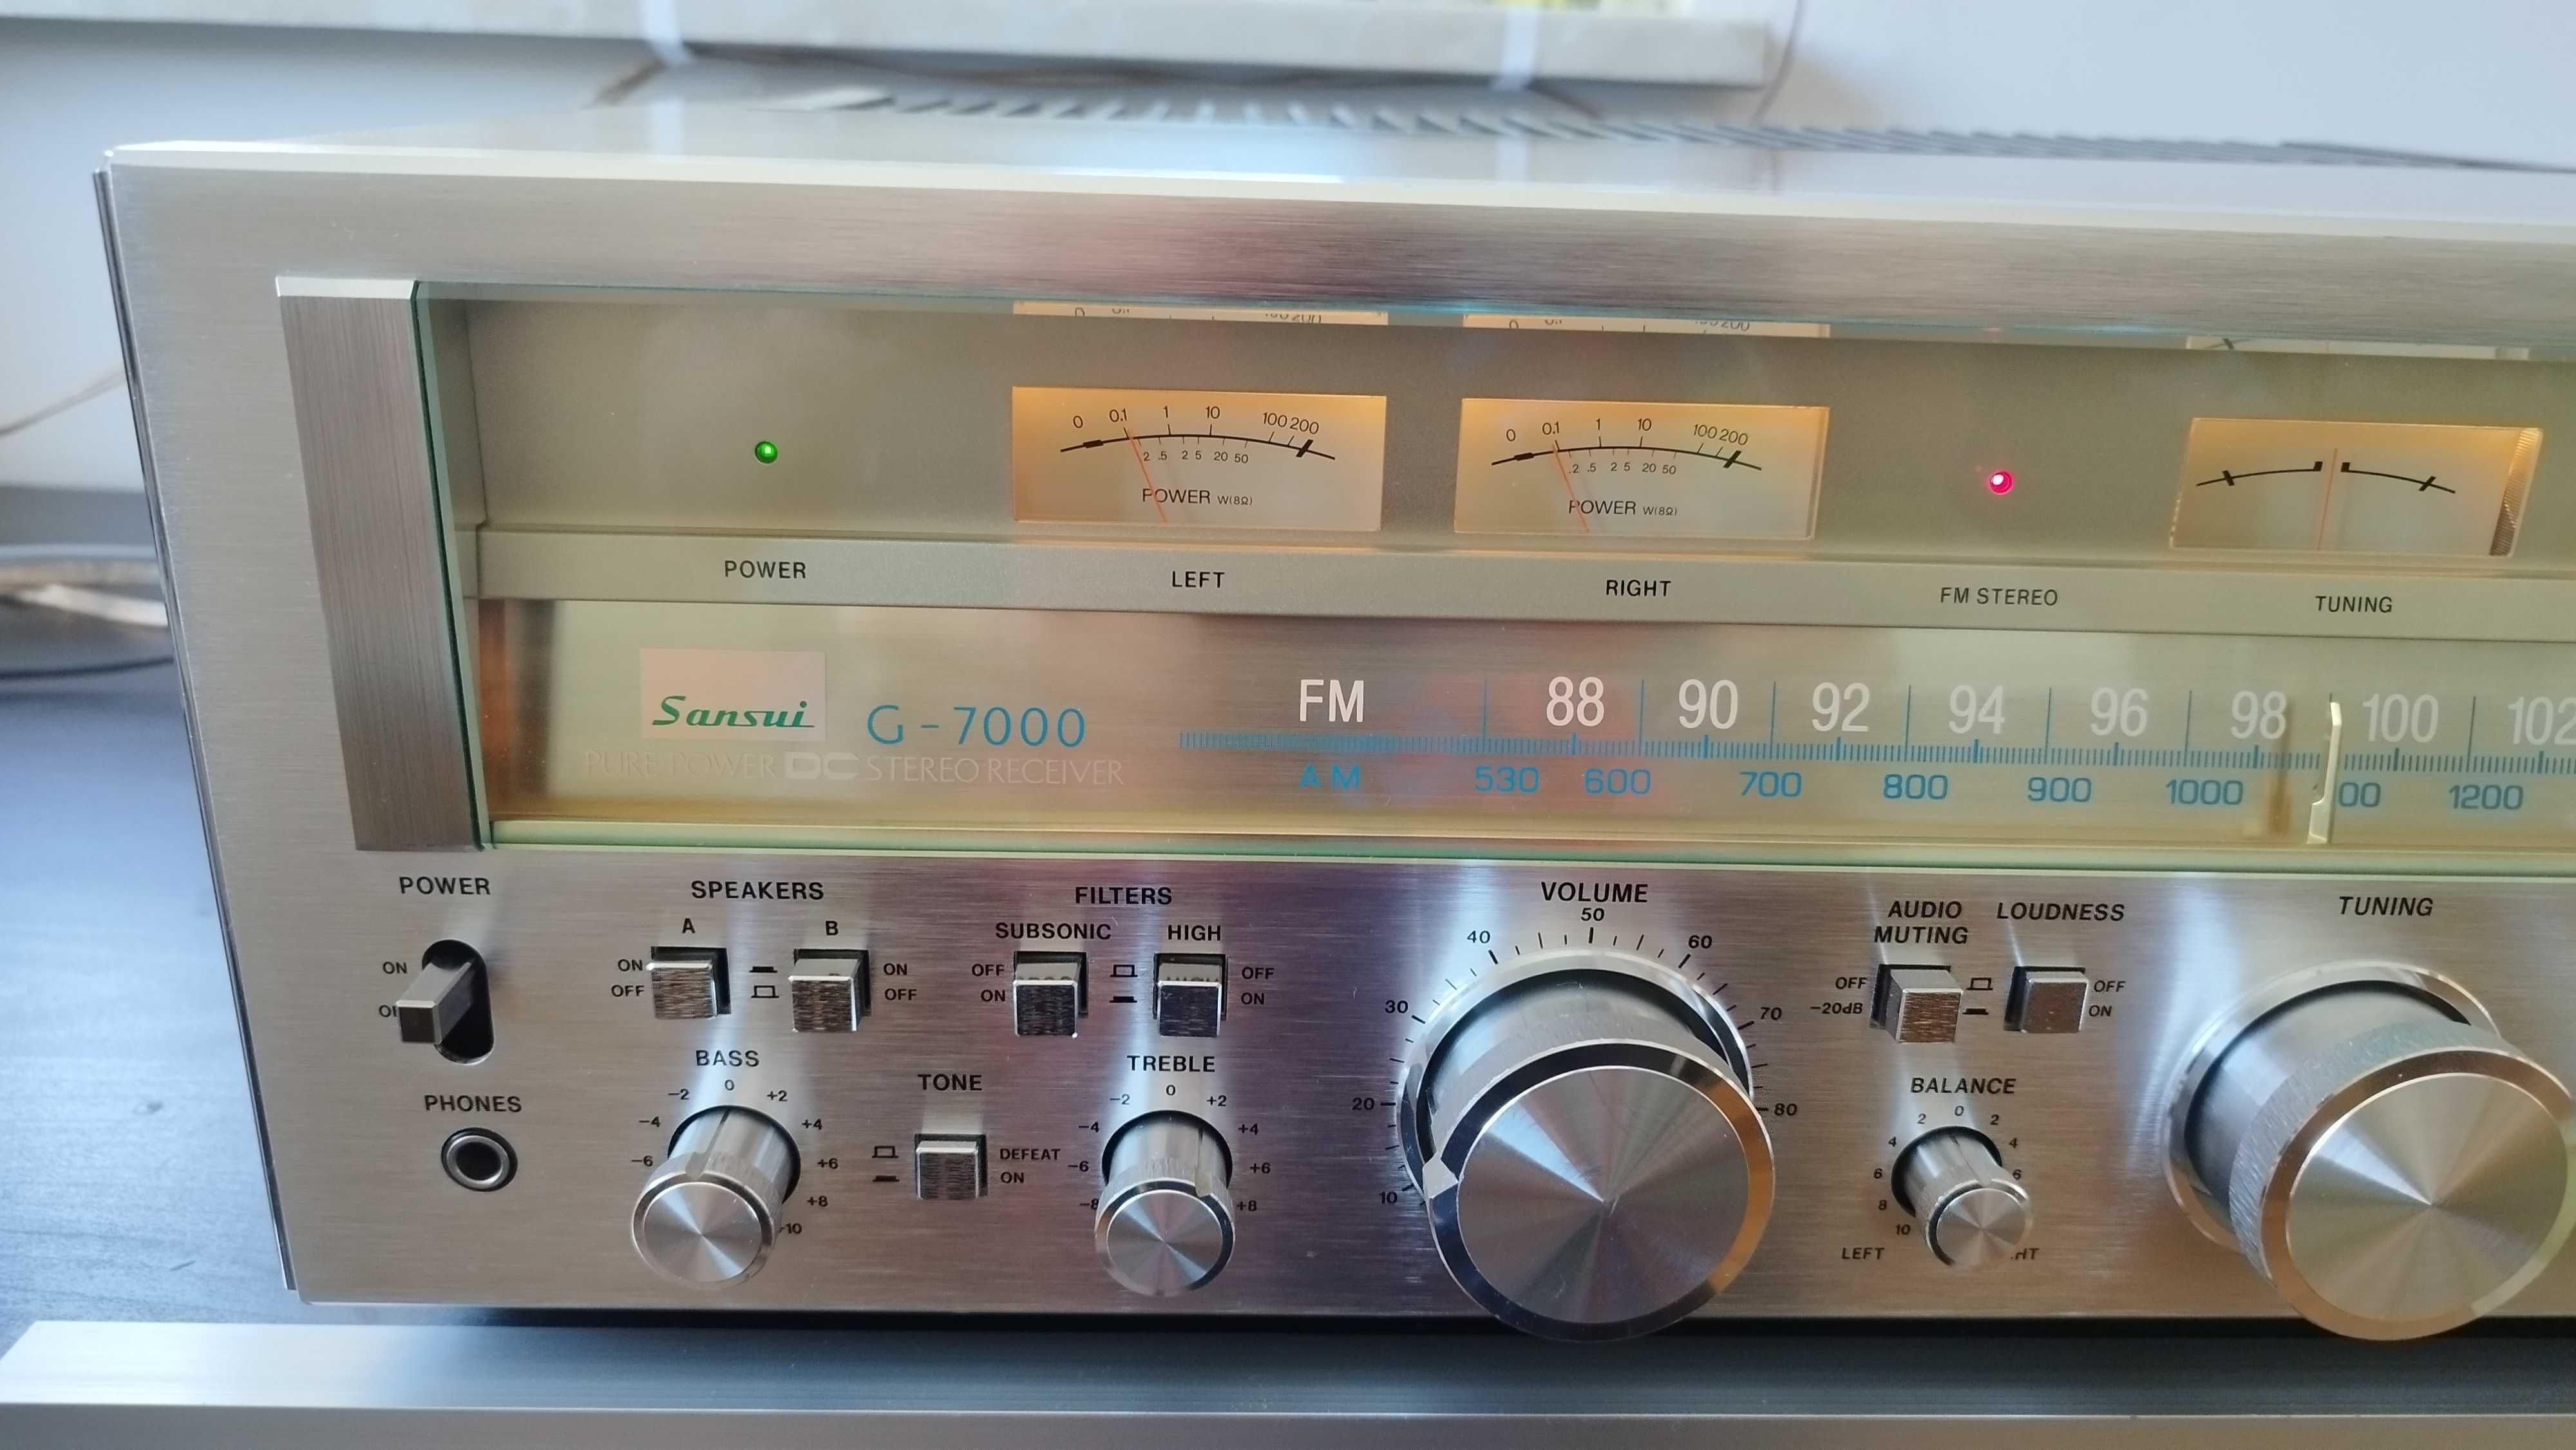 0 0.1 1 10 100 200
.2 .5 2 5 20 50
POWER W(8Ω)
0 0.1 1 10 100 200
.2 .5 2 5 20 50
POWER W(8Ω)
POWER LEFT RIGHT FM STEREO TUNING
Sansui G-7000
PURE POWER DC STEREO RECEIVER
FM 88 90 92 94 96 98 100 102
AM 530 600 700 800 900 1000 00 1200
POWER
ON
PHONES
SPEAKERS
A B
ON ON
OFF OFF
FILTERS
SUBSONIC HIGH
OFF OFF
ON ON
BASS
-2 0 +2
-4 +4
-6 +6
+8
10
TONE
DEFEAT
ON
TREBLE
-2 0 +2
-4 +4
-6 +6
-8 +8
VOLUME
50
40 60
30 70
20 80
10
AUDIO MUTING
OFF
-20dB
LOUDNESS
OFF
ON
BALANCE
2 0 2
4 4
6 6
8
10
LEFT HT
TUNING